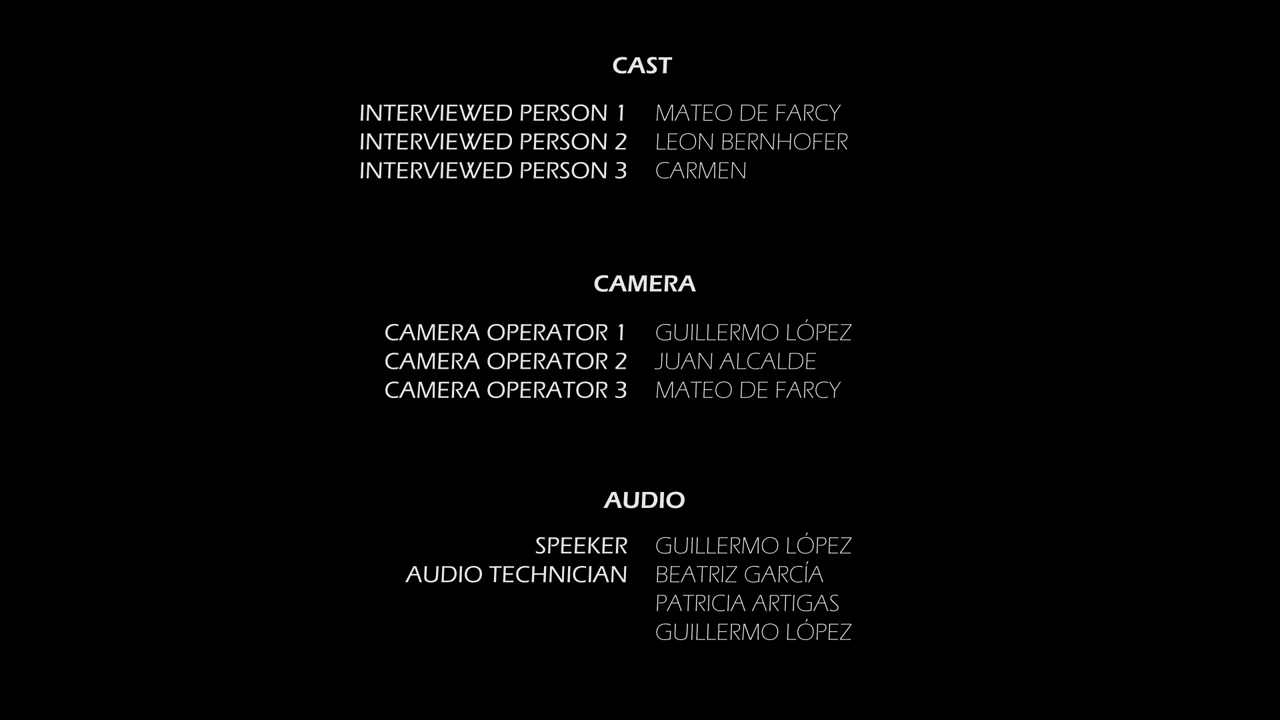 CAST
INTERVIEWED PERSON 1 MATEO DE FARCY
INTERVIEWED PERSON 2 LEON BERNHOFER
INTERVIEWED PERSON 3 CARMEN
CAMERA
CAMERA OPERATOR 1 GUILLERMO LÓPEZ
CAMERA OPERATOR 2 JUAN ALCALDE
CAMERA OPERATOR 3 MATEO DE FARCY
AUDIO
SPEEKER GUILLERMO LÓPEZ
AUDIO TECHNICIAN BEATRIZ GARCÍA
PATRICIA ARTIGAS
GUILLERMO LÓPEZ